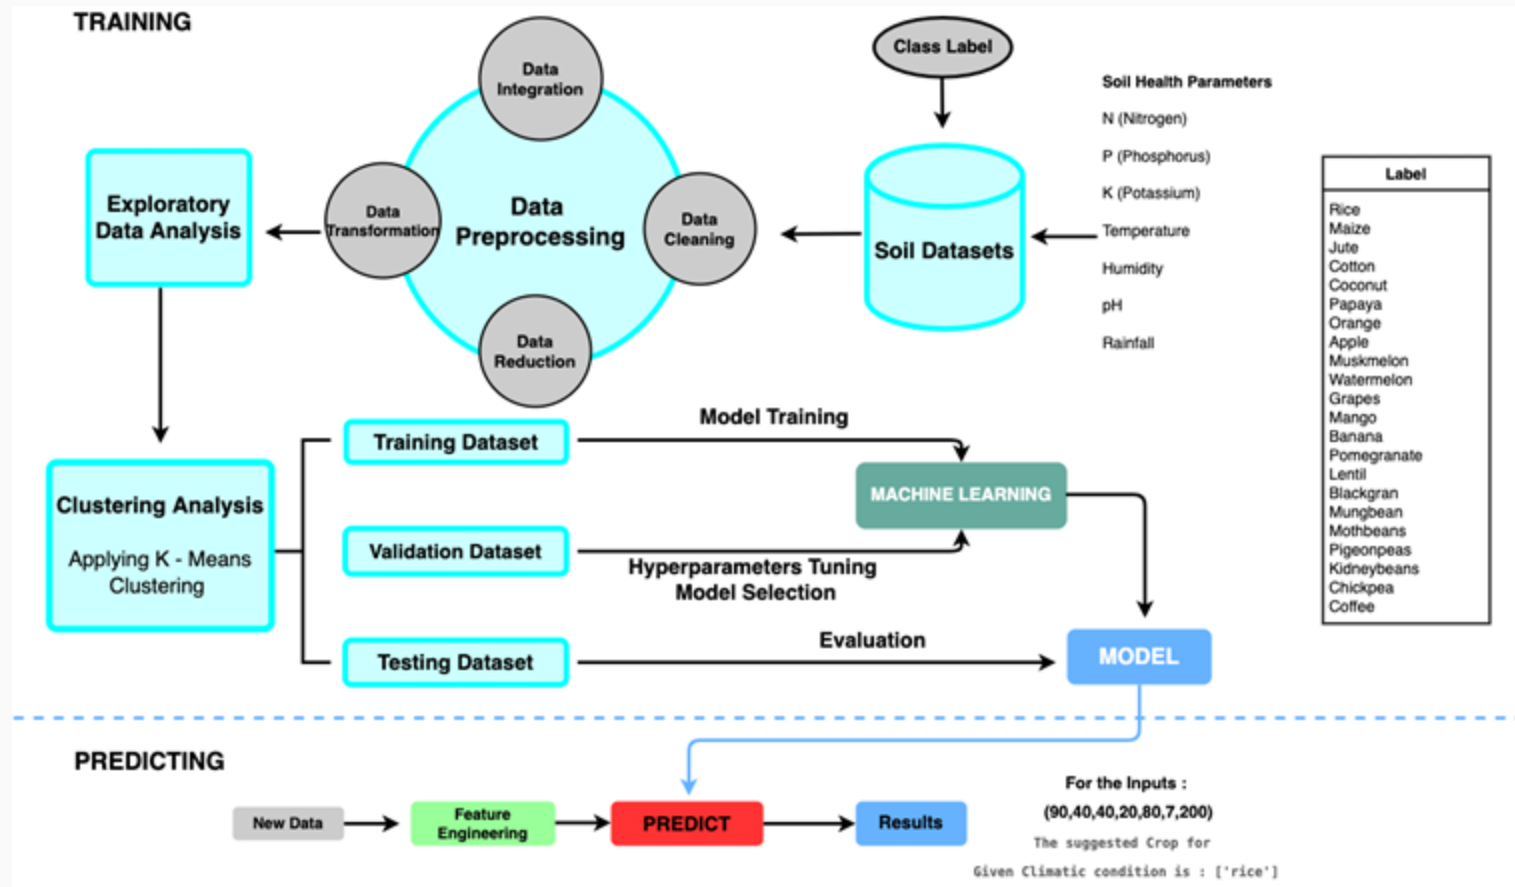 TRAINING
Data
Integration
Class Label
Soil Health Parameters
N (Nitrogen)
P (Phosphorus)
K (Potassium)
Temperature
Humidity
pH
Rainfall
Exploratory
Data Analysis
Data
Transformation
Data
Preprocessing
Data
Cleaning
Soil Datasets
Data
Reduction
Label
Rice
Maize
Jute
Cotton
Coconut
Papaya
Orange
Apple
Muskmelon
Watermelon
Grapes
Mango
Banana
Pomegranate
Lentil
Blackgran
Mungbean
Mothbeans
Pigeonpeas
Kidneybeans
Chickpea
Coffee
Clustering Analysis
Applying K - Means
Clustering
Training Dataset
Model Training
MACHINE LEARNING
Validation Dataset
Hyperparameters Tuning
Model Selection
Testing Dataset
Evaluation
MODEL
PREDICTING
New Data
Feature
Engineering
PREDICT
Results
For the Inputs :
(90,40,40,20,80,7,200)
The suggested Crop for
Given Climatic condition is : ['rice']